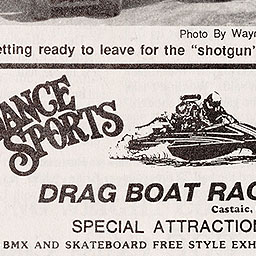 Photo By Wayn
etting ready to leave for the "shotgun"
MANCE
SPORTS
DRAG BOAT RAC
Castaic,
SPECIAL ATTRACTION
BMX AND SKATEBOARD FREE STYLE EXH